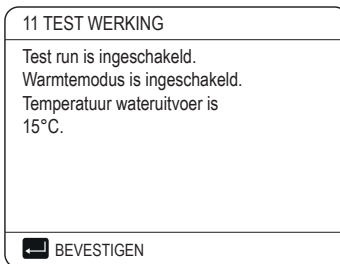 11 TEST WERKING
Test run is ingeschakeld.
Warmtemodus is ingeschakeld.
Temperatuur wateruitvoer is
15°C.
BEVESTIGEN